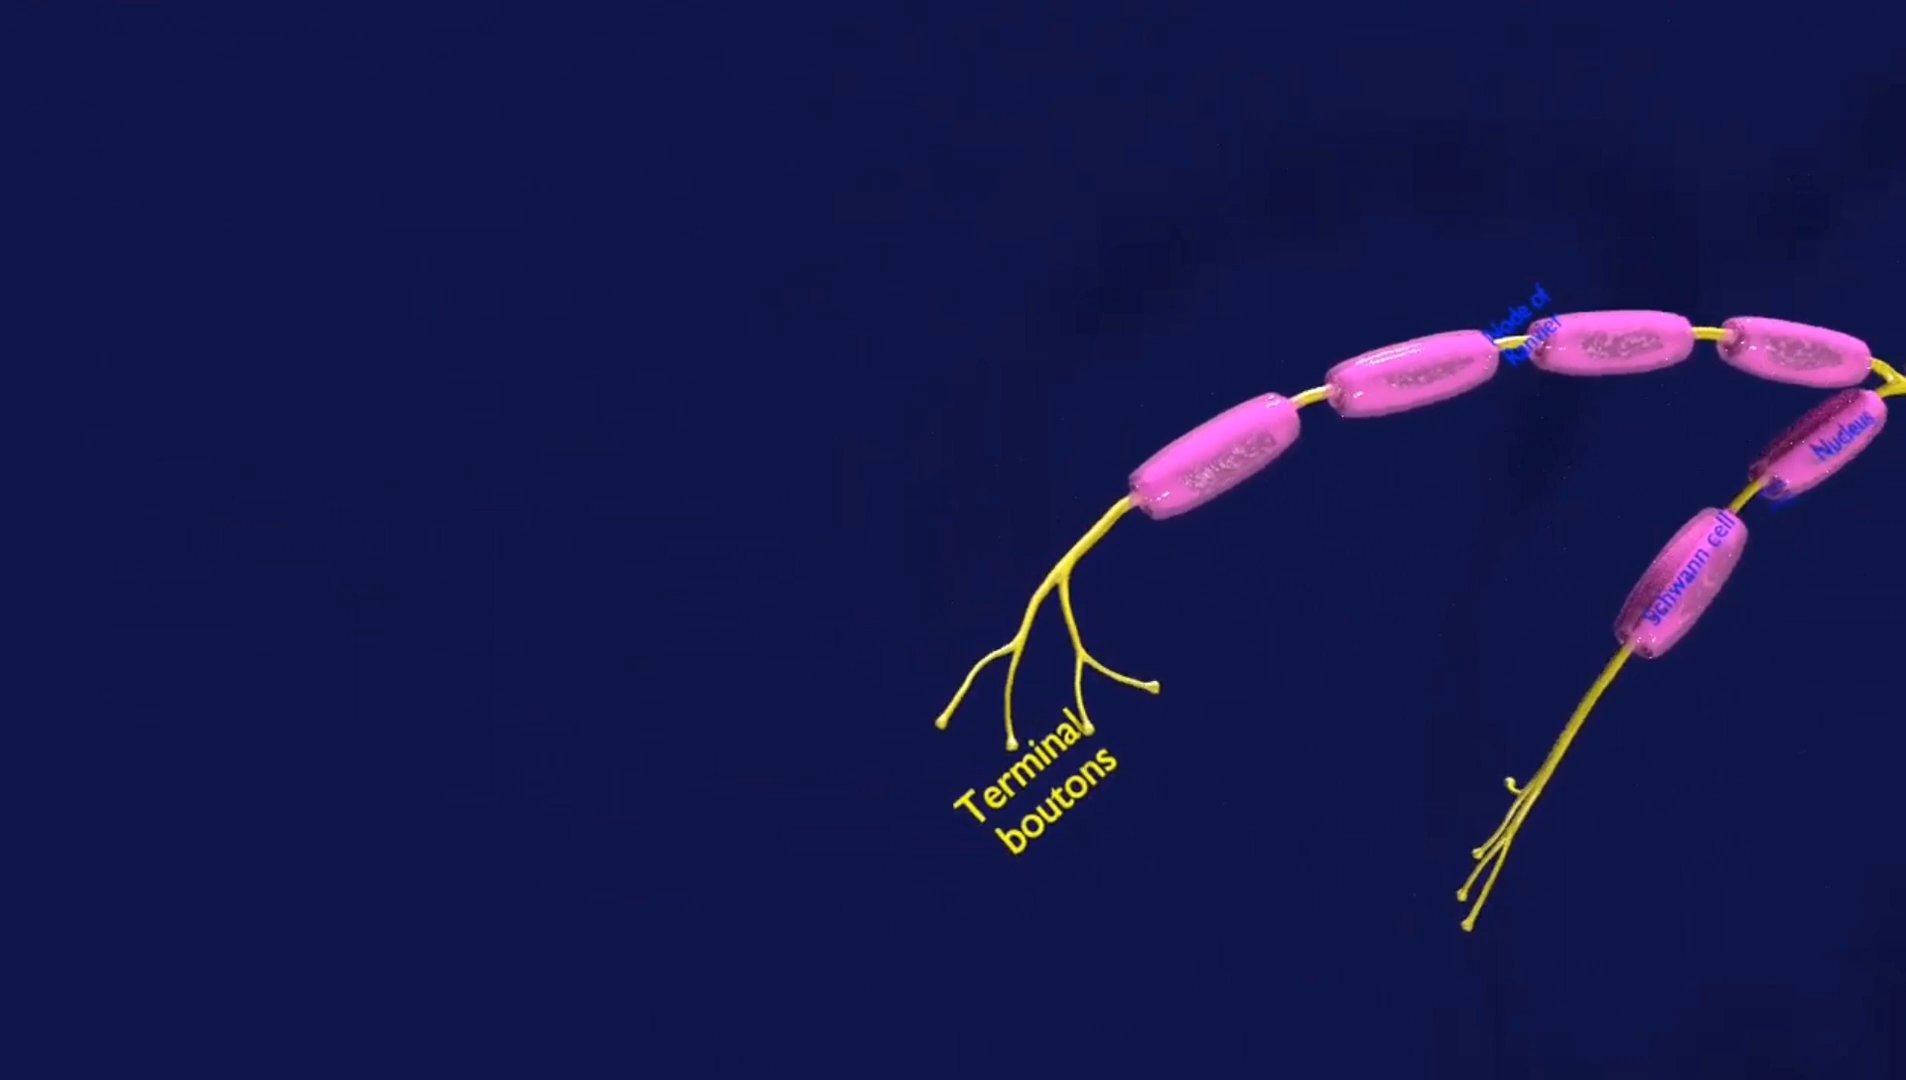 Node of
Ranvier
Nucleus
Schwann cell
Terminal
boutons